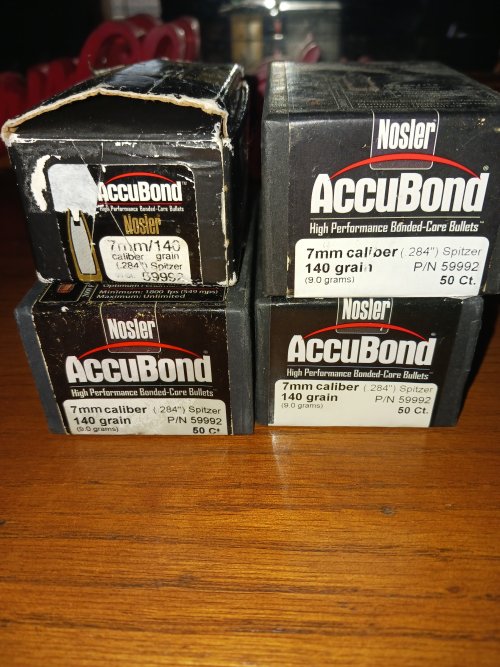 AccuBond
Nosler
7mm/140
caliber grain
(.284") Spitzer
59992
Nosler
AccuBond
High Performance Bonded-Core Bullets™
7mm caliber (.284") Spitzer
140 grain P/N 59992
(9.0 grams) 50 Ct.
Minimum: 1800 fps (549 mps)
Maximum: Unlimited
Nosler
AccuBond
High Performance Bonded-Core Bullets™
7mm caliber (.284") Spitzer
140 grain P/N 59992
(9.0 grams) 50 Ct.
Nosler
AccuBond®
High Performance Bonded-Core Bullets™
7mm caliber (.284") Spitzer
140 grain P/N 59992
(9.0 grams) 50 Ct.